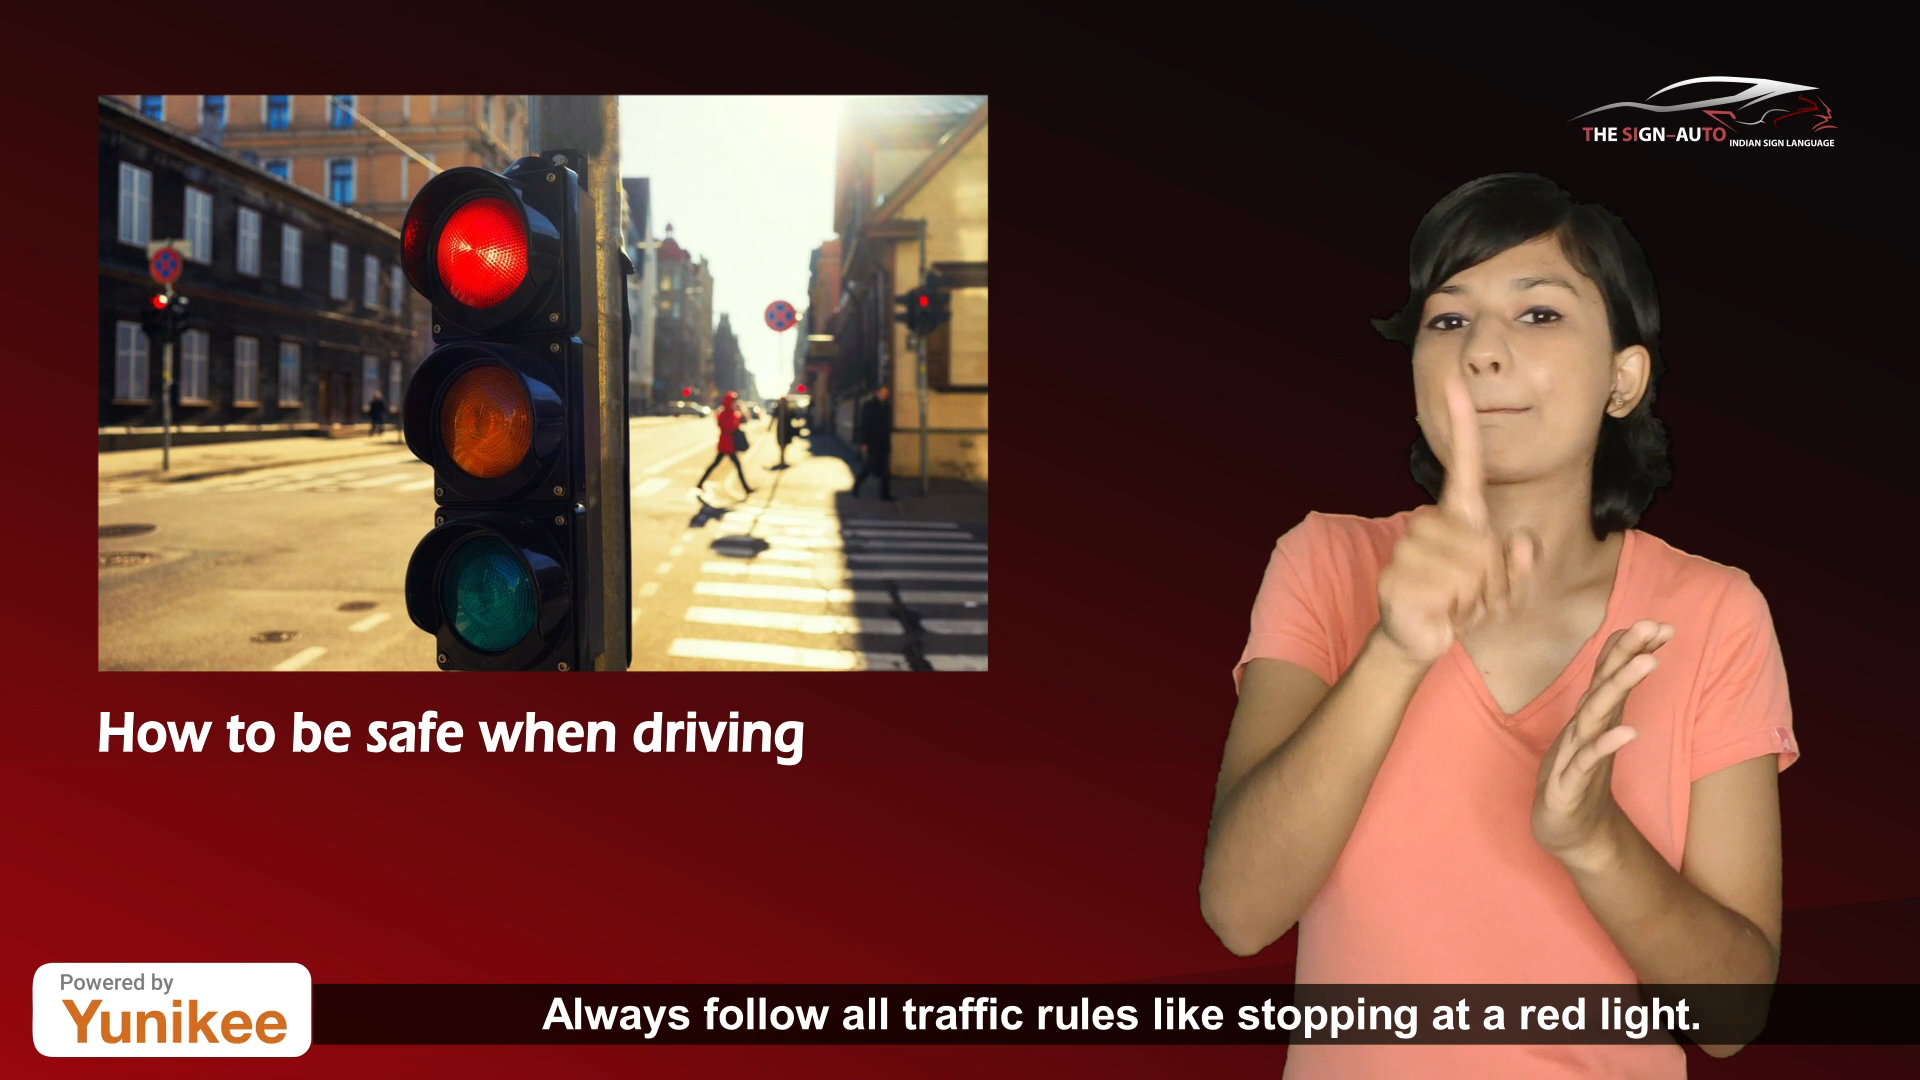 THE SIGN-AUTO
INDIAN SIGN LANGUAGE
How to be safe when driving
Powered by
Yunikee
Always follow all traffic rules like stopping at a red light.